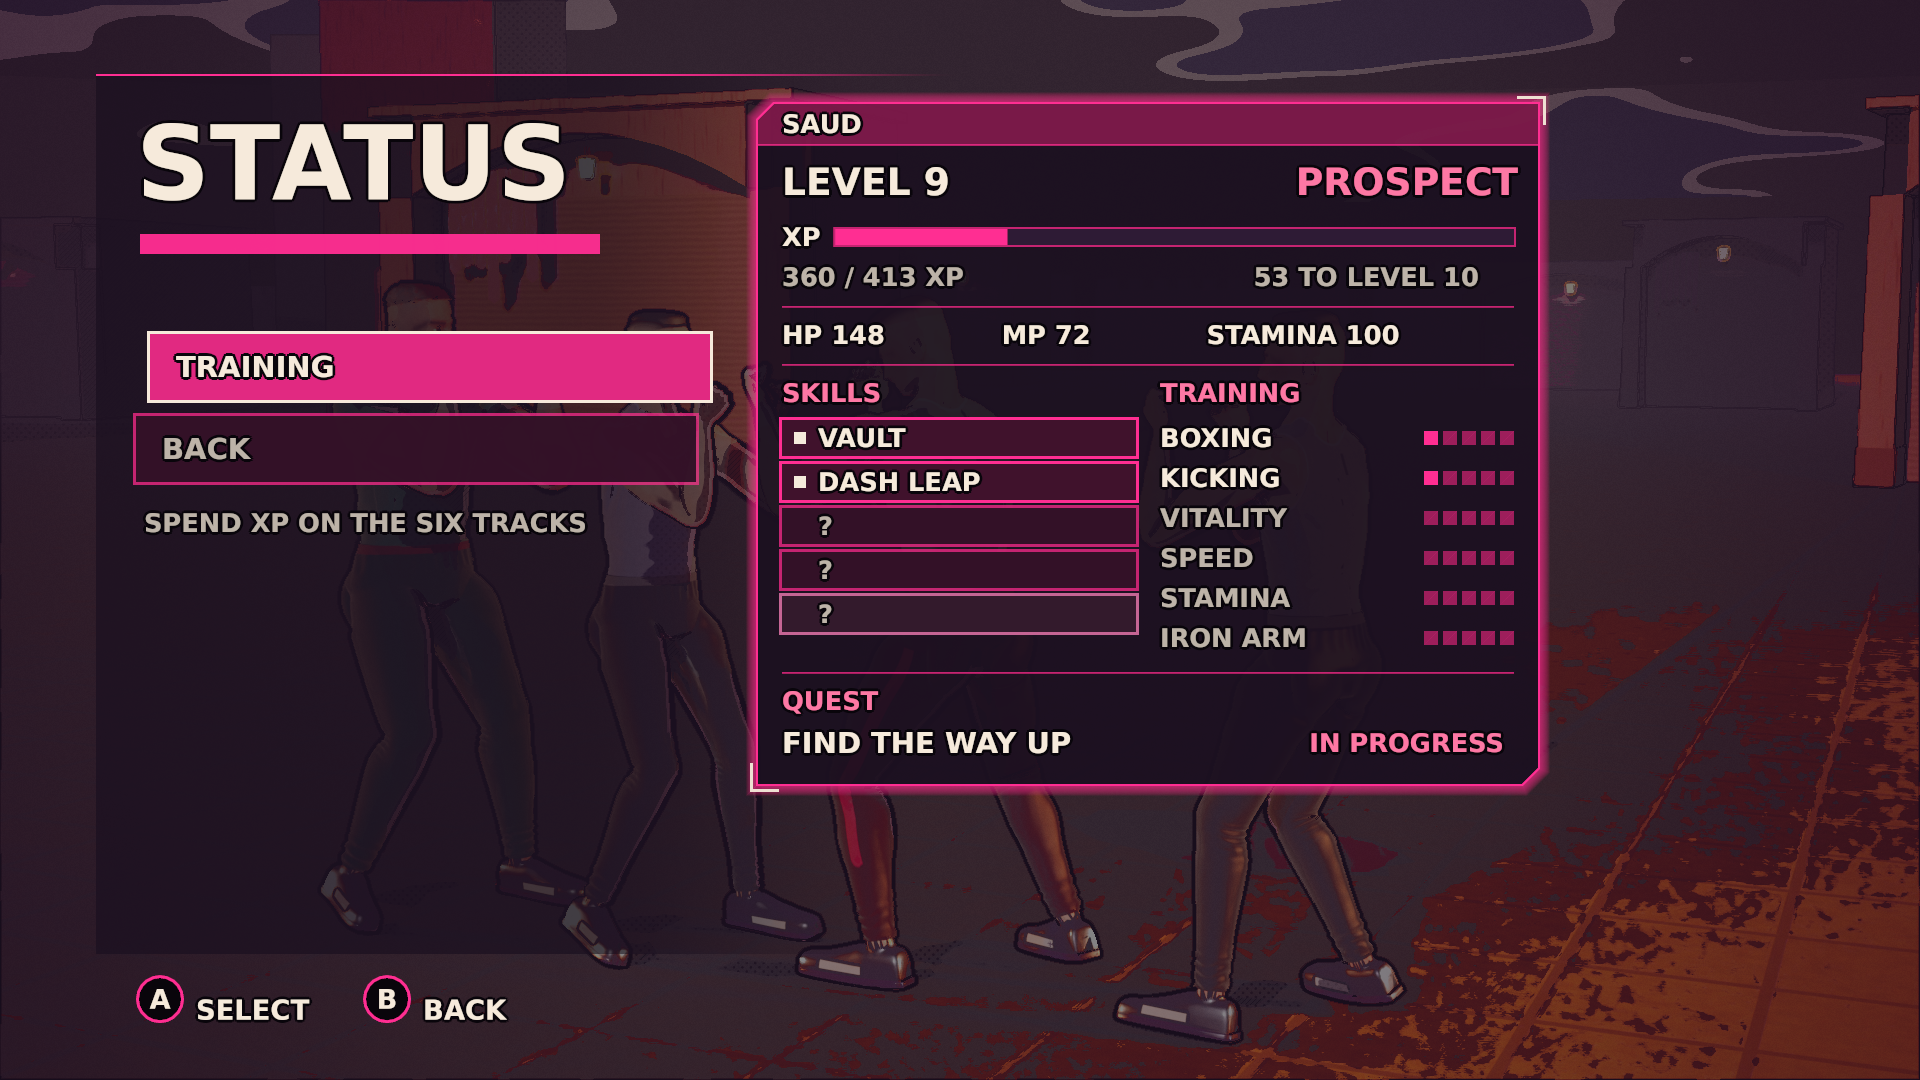 STATUS
TRAINING
BACK
SPEND XP ON THE SIX TRACKS
SAUD
LEVEL 9 PROSPECT
XP
360 / 413 XP 53 TO LEVEL 10
HP 148 MP 72 STAMINA 100
SKILLS
VAULT
DASH LEAP
?
?
?
TRAINING
BOXING
KICKING
VITALITY
SPEED
STAMINA
IRON ARM
QUEST
FIND THE WAY UP IN PROGRESS
A SELECT B BACK